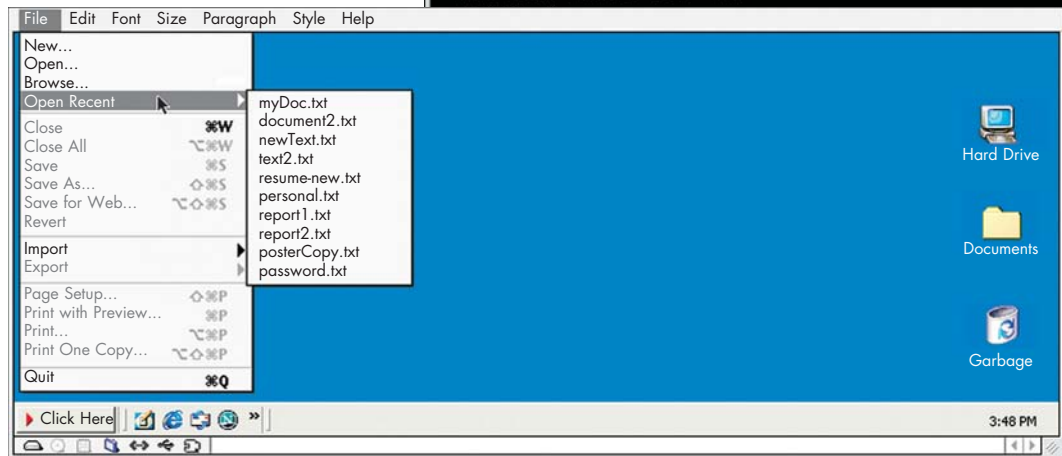 File Edit Font Size Paragraph Style Help
New...
Open...
Browse...
Open Recent
Close ⌘W
Close All ⌥⌘W
Save ⌘S
Save As... ⇧⌘S
Save for Web... ⌥⇧⌘S
Revert
Import
Export
Page Setup... ⇧⌘P
Print with Preview... ⌘P
Print... ⌥⌘P
Print One Copy... ⌥⇧⌘P
Quit ⌘Q
myDoc.txt
document2.txt
newText.txt
text2.txt
resume-new.txt
personal.txt
report1.txt
report2.txt
posterCopy.txt
password.txt
Hard Drive
Documents
Garbage
Click Here »
3:48 PM